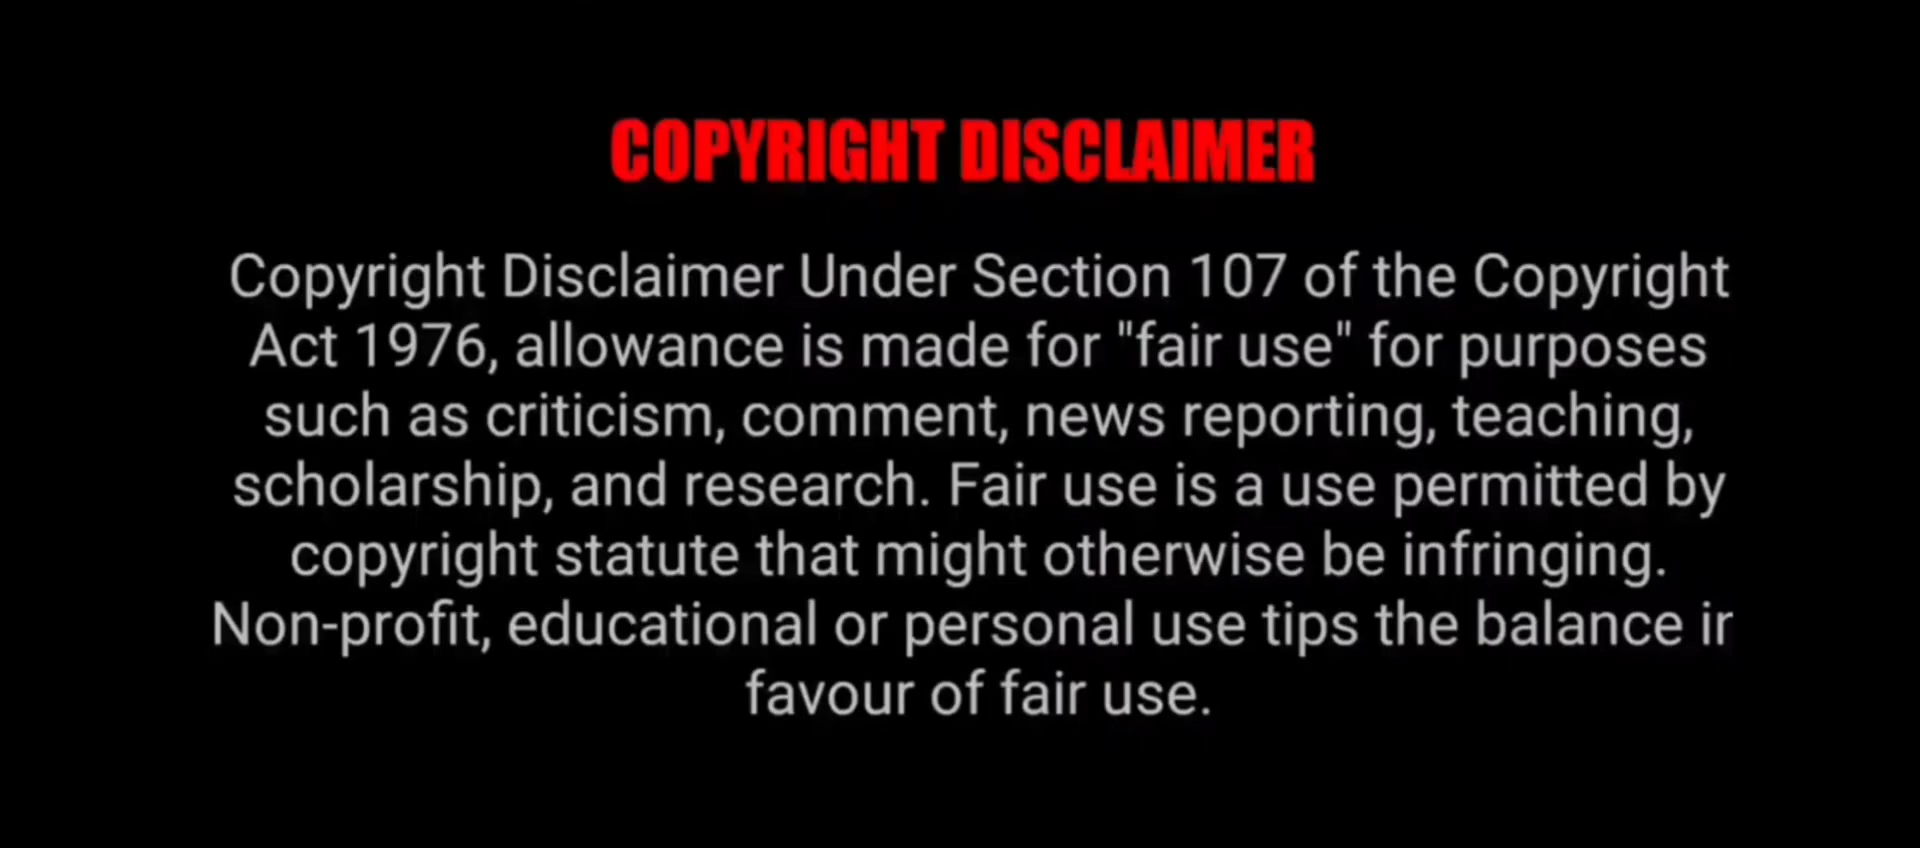 COPYRIGHT DISCLAIMER
Copyright Disclaimer Under Section 107 of the Copyright
Act 1976, allowance is made for "fair use" for purposes
such as criticism, comment, news reporting, teaching,
scholarship, and research. Fair use is a use permitted by
copyright statute that might otherwise be infringing.
Non-profit, educational or personal use tips the balance
favour of fair use.